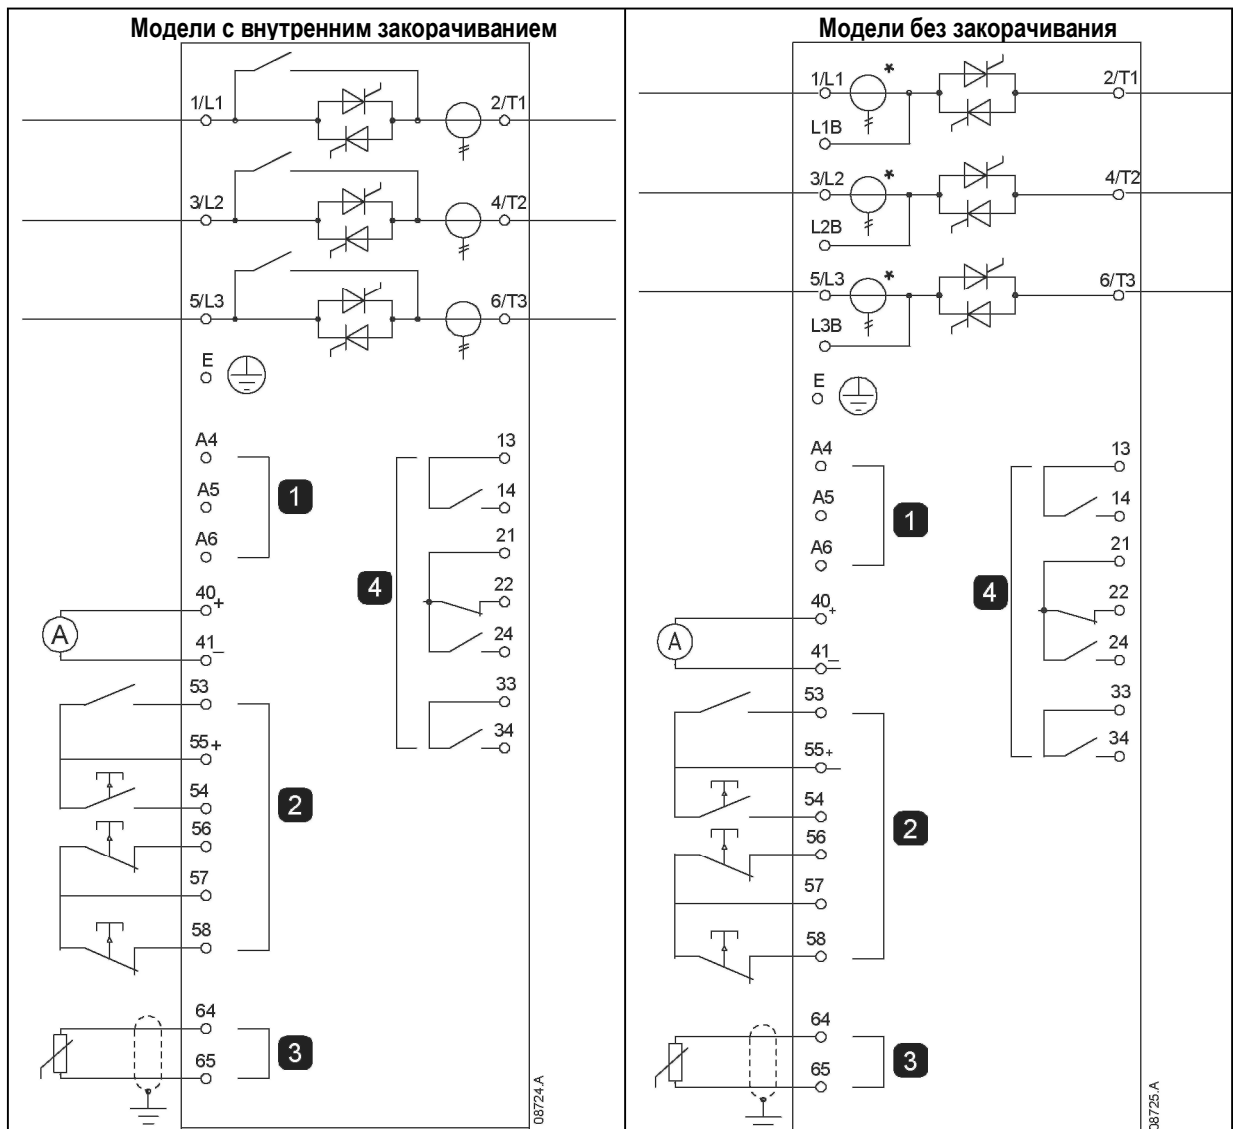 Модели с внутренним закорачиванием
1/L1
2/T1
3/L2
4/T2
5/L3
6/T3
E
A4
A5
A6
1
13
14
21
22
24
33
34
4
40 +
41 –
A
53
55 +
54
56
57
58
2
64
65
3
08724.A
Модели без закорачивания
1/L1
*
2/T1
L1B
3/L2
*
4/T2
L2B
5/L3
*
6/T3
L3B
E
A4
A5
A6
1
13
14
21
22
24
33
34
4
40 +
41 –
A
53
55 +
54
56
57
58
2
64
65
3
08725.A